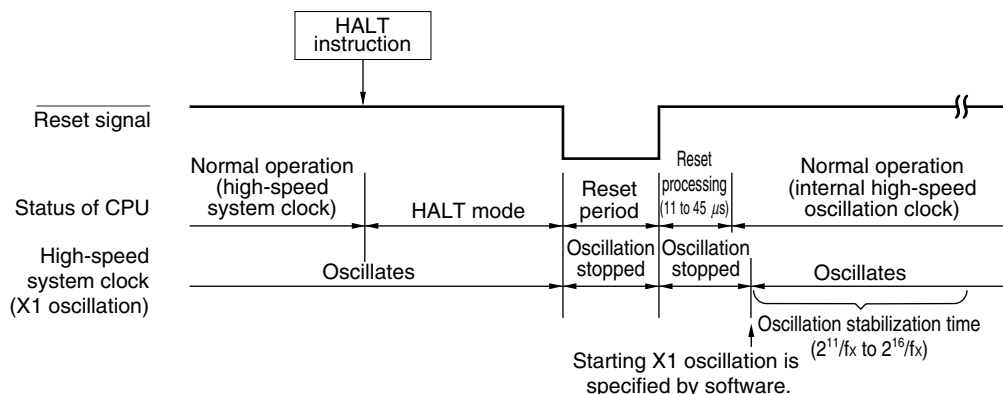 HALT
instruction
Reset signal
Normal operation
(high-speed
system clock)
HALT mode
Reset
period
Reset
processing
(11 to 45 μs)
Normal operation
(internal high-speed
oscillation clock)
Status of CPU
High-speed
system clock
(X1 oscillation)
Oscillates
Oscillation
stopped
Oscillation
stopped
Oscillates
Oscillation stabilization time
(2¹¹/fx to 2¹⁶/fx)
Starting X1 oscillation is
specified by software.